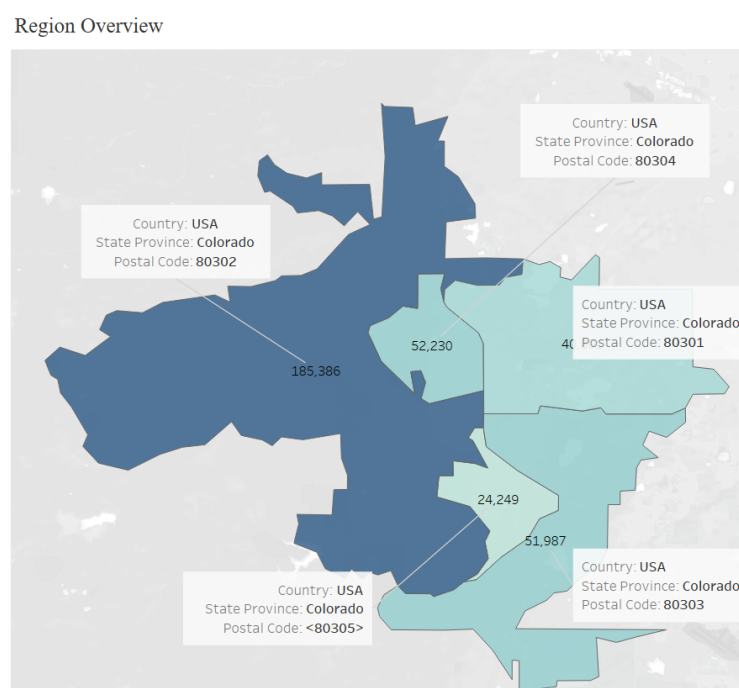 Region Overview
Country: USA
State Province: Colorado
Postal Code: 80304
Country: USA
State Province: Colorado
Postal Code: 80302
Country: USA
State Province: Colorado
Postal Code: 80301
52,230
40
185,386
24,249
51,987
Country: USA
State Province: Colorado
Postal Code: 80303
Country: USA
State Province: Colorado
Postal Code: <80305>